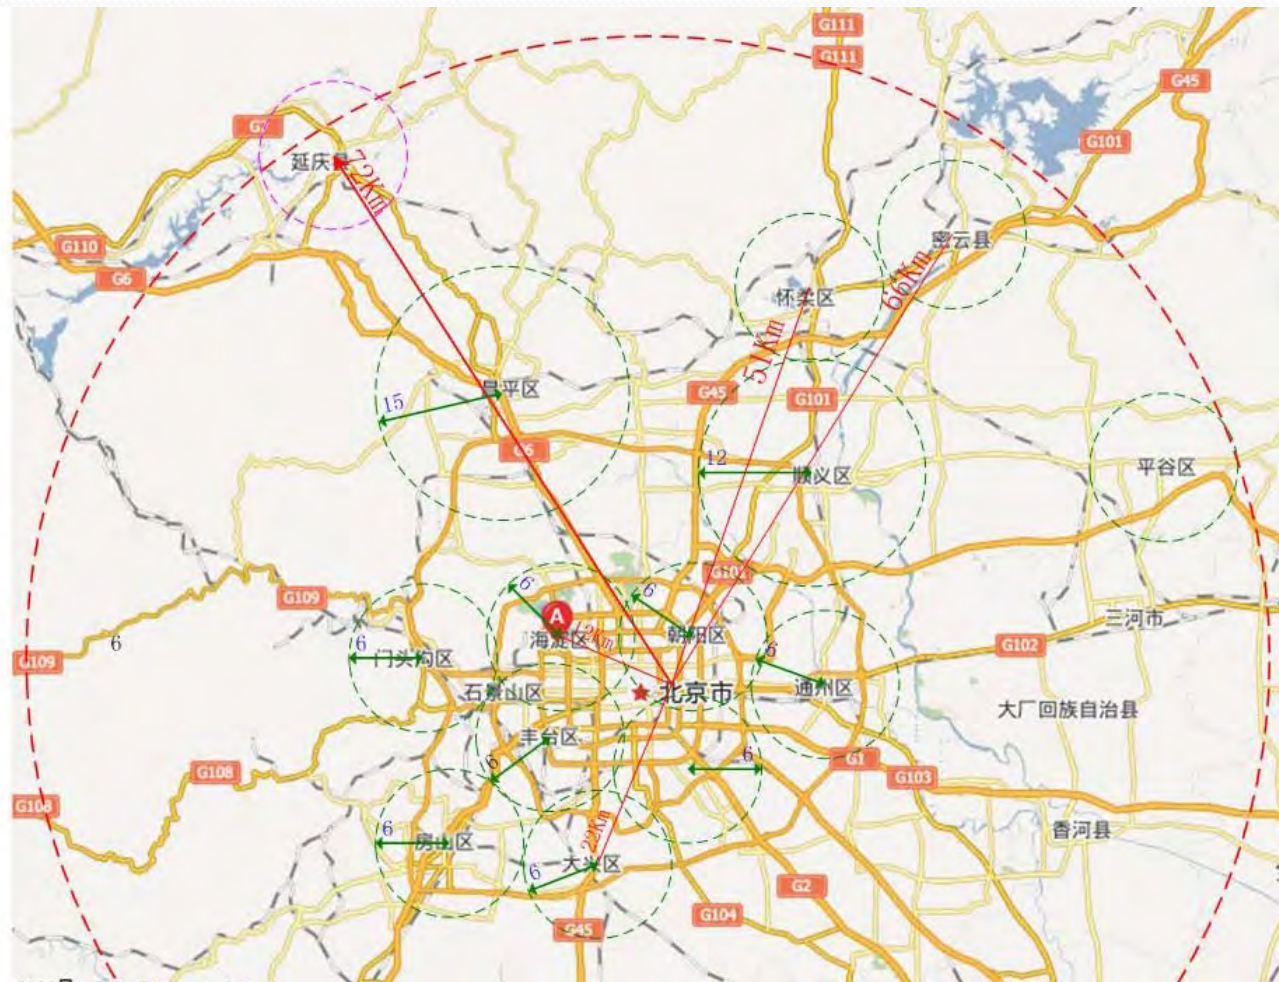 G111
G111
G45
G101
G7
延庆县
72Km
G110
G6
密云县
66Km
怀柔区
51Km
昌平区
15
G45
G101
G6
12
顺义区
平谷区
G101
6
6
G109
A
海淀区
12Km
朝阳区
三河市
6
6
门头沟区
6
G102
G109
石景山区
北京市
通州区
大厂回族自治县
丰台区
6
6
G1
G103
G108
G108
6
房山区
22Km
大兴区
6
香河县
G2
G104
G45